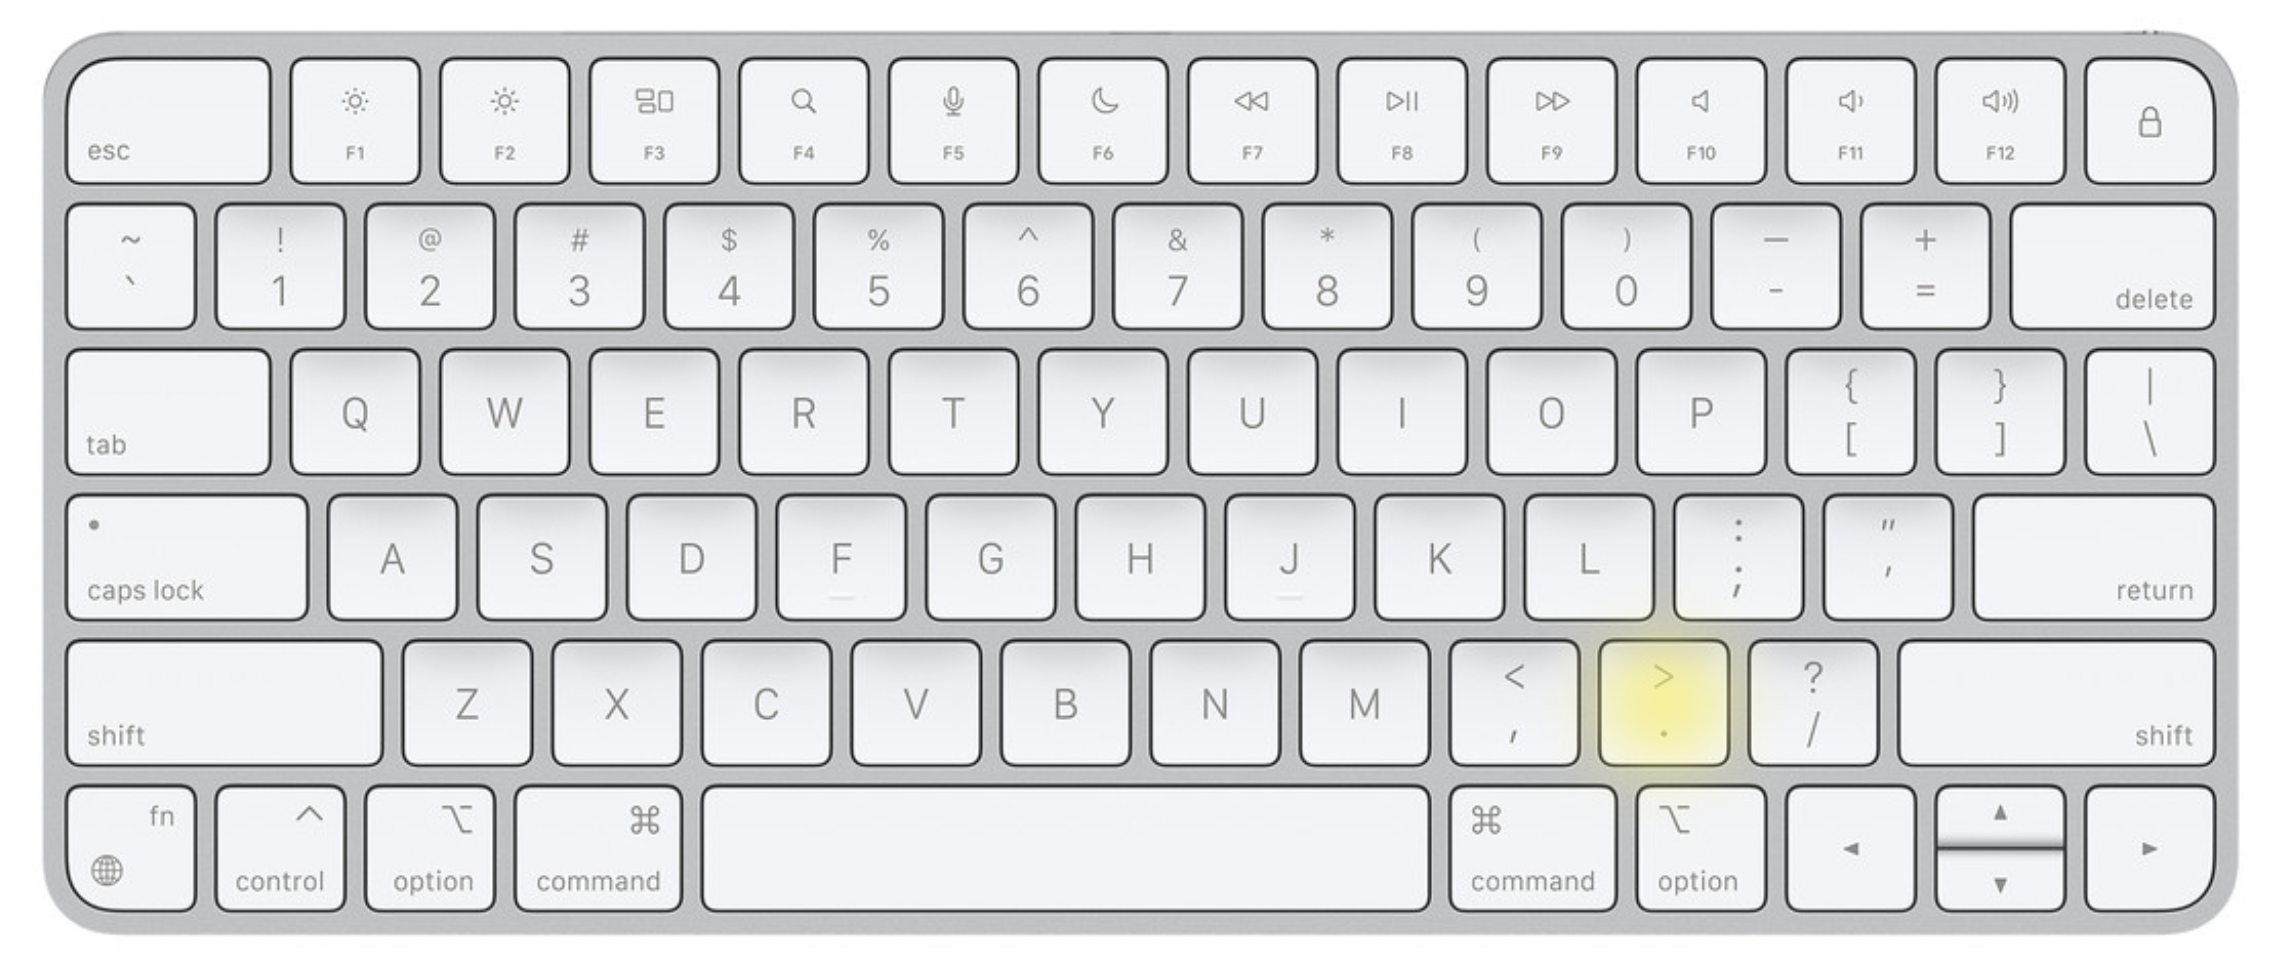 esc F1 F2 F3 F4 F5 F6 F7 F8 F9 F10 F11 F12
~ ! @ # $ % ^ & * ( ) — +
` 1 2 3 4 5 6 7 8 9 0 - = delete
tab Q W E R T Y U I O P { } |
[ ] \
caps lock A S D F G H J K L : "
; ' return
shift Z X C V B N M < > ?
, . / shift
fn ^ ⌥ ⌘ ⌘ ⌥ ▲
control option command command option ◀ ▼ ▶